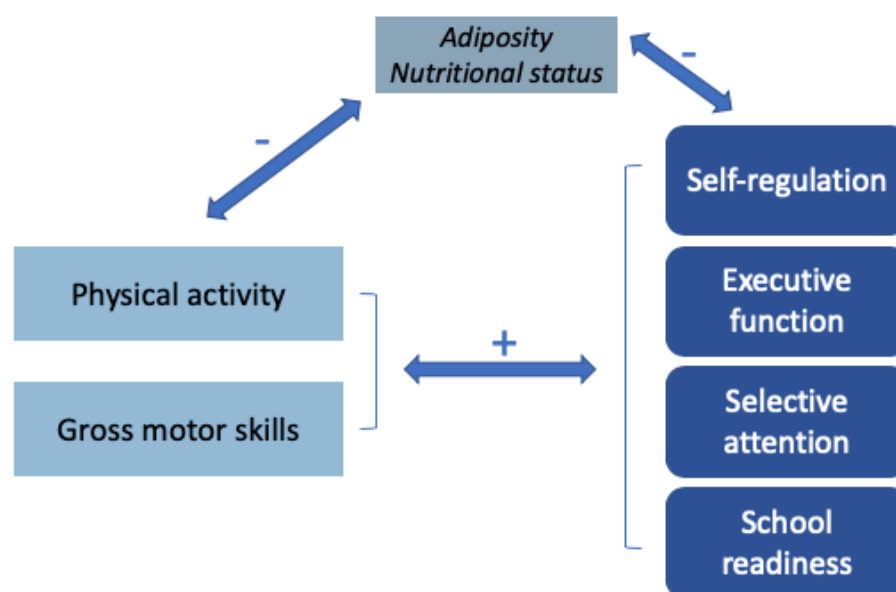 Adiposity
Nutritional status
-
-
Self-regulation
Physical activity
Executive
function
+
Gross motor skills
Selective
attention
School
readiness